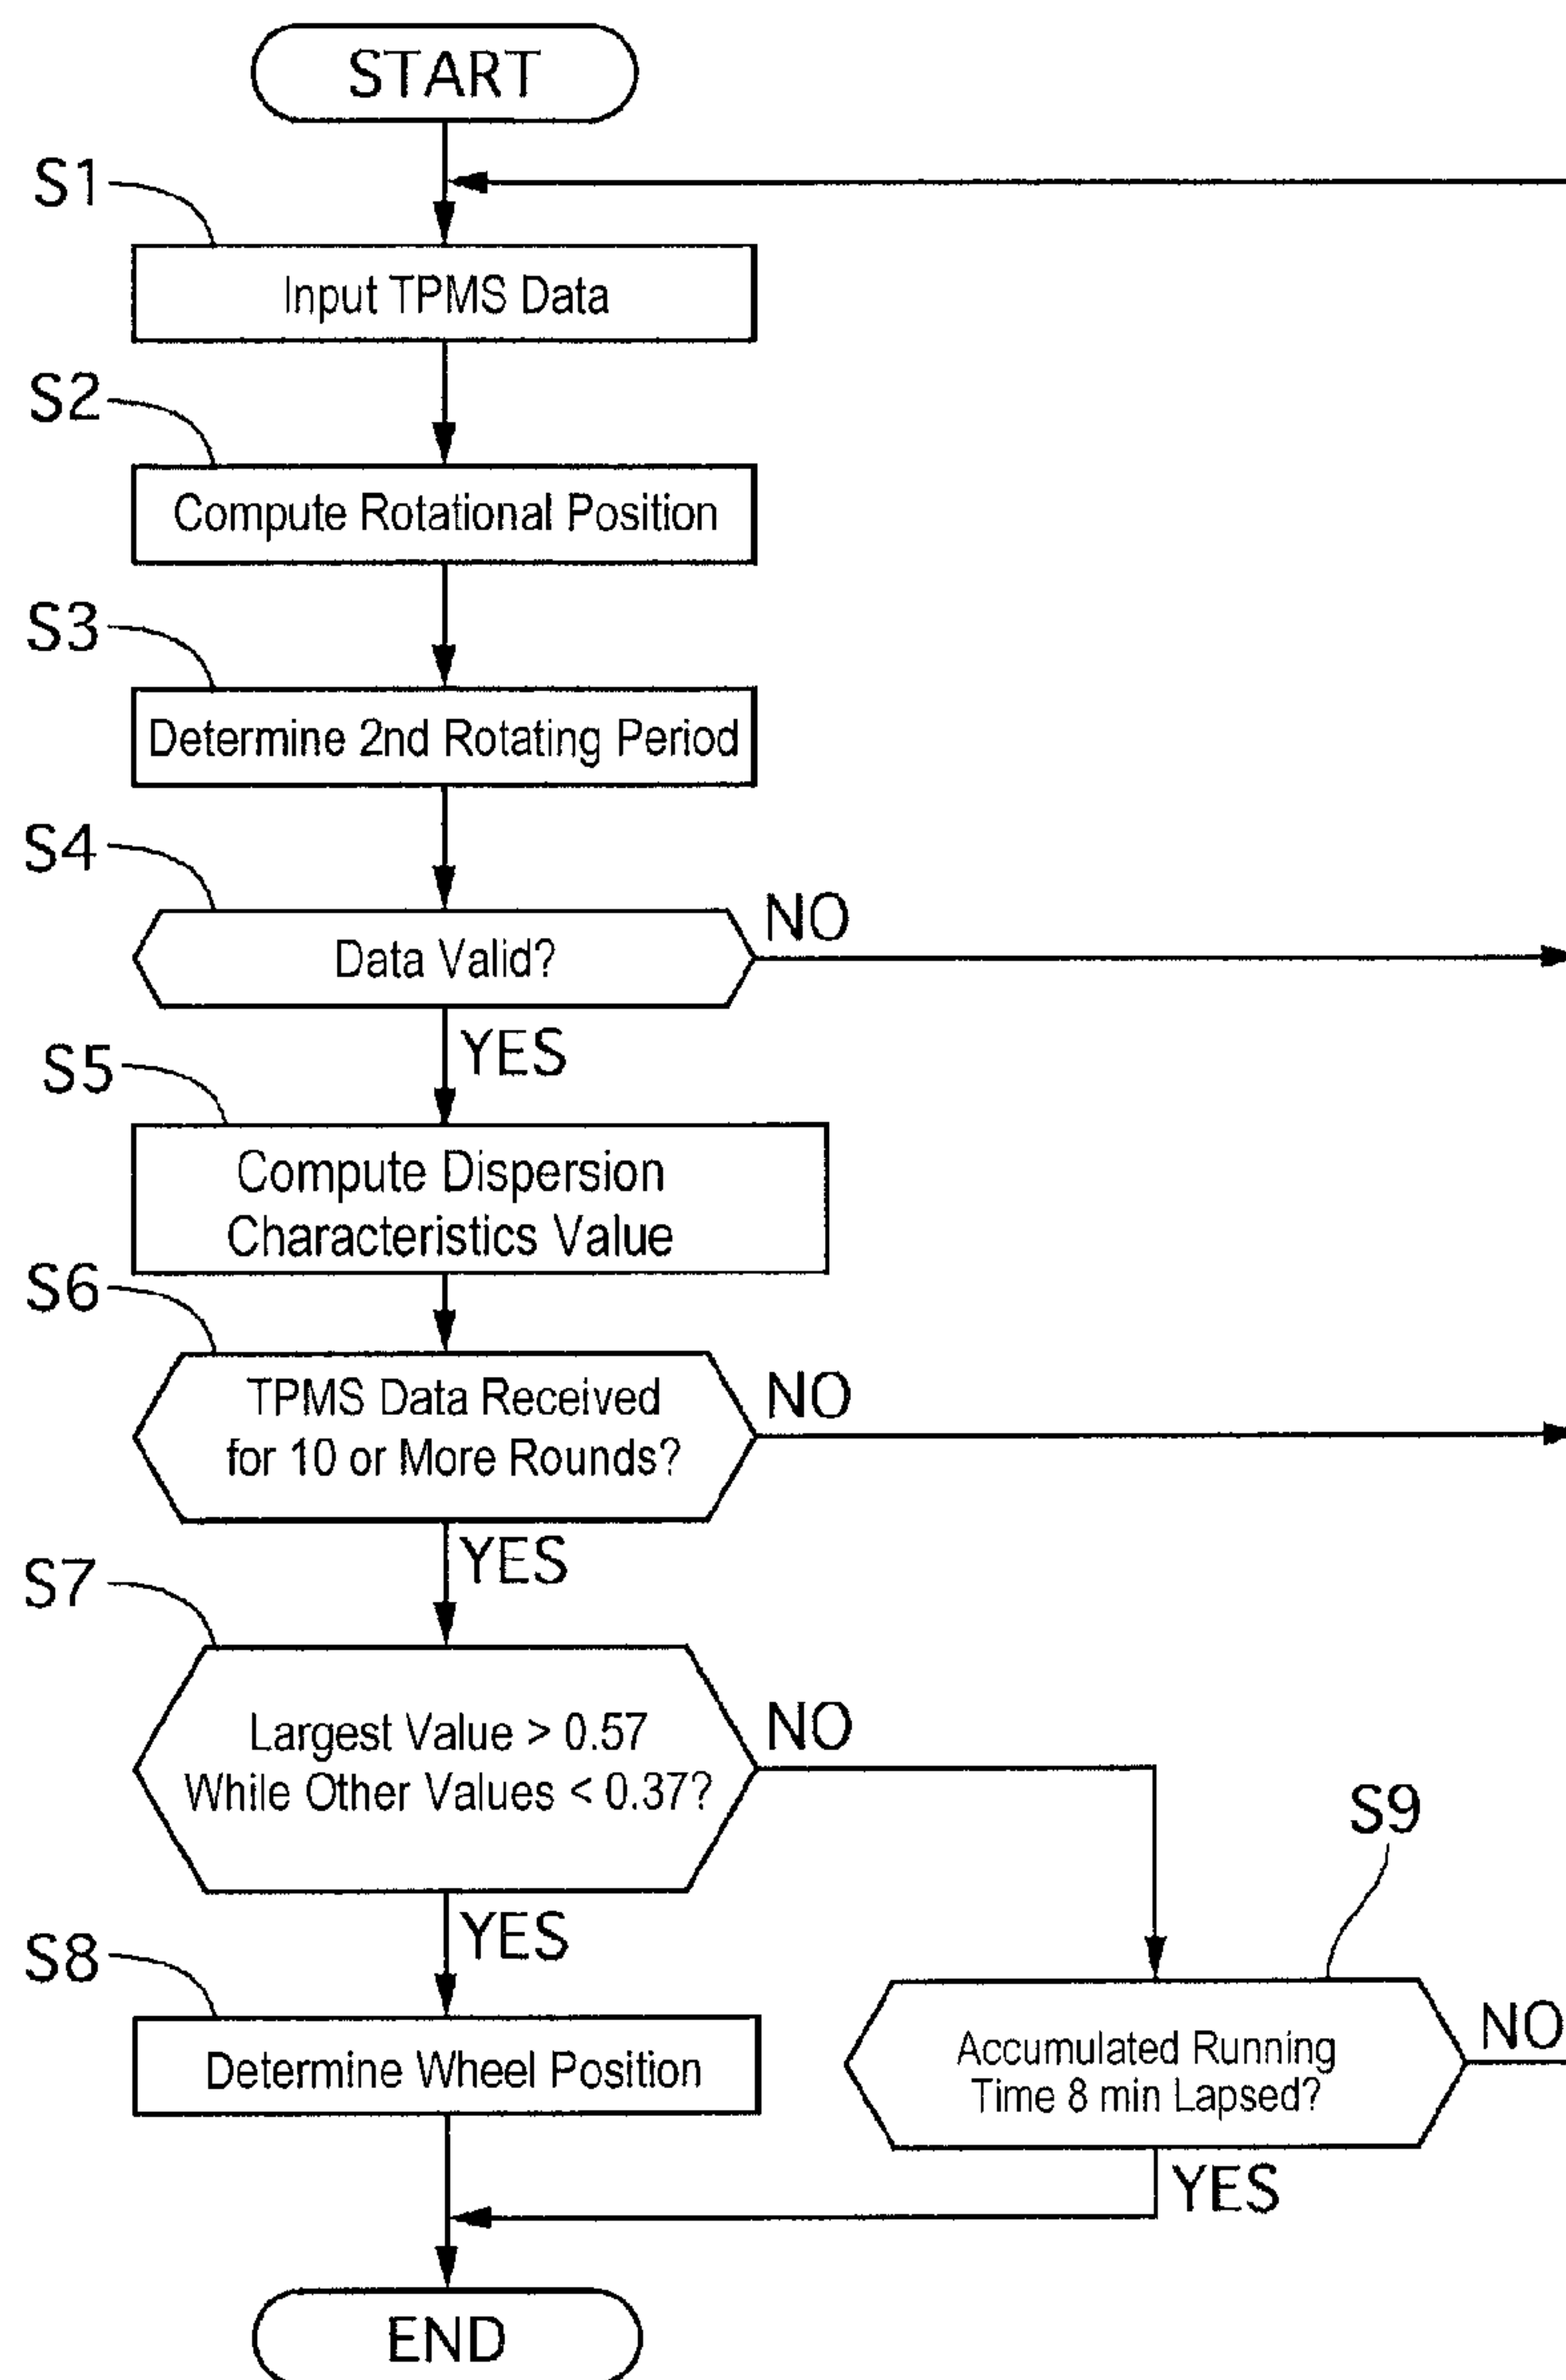 START
S1
Input TPMS Data
S2
Compute Rotational Position
S3
Determine 2nd Rotating Period
S4
Data Valid?
NO
YES
S5
Compute Dispersion
Characteristics Value
S6
TPMS Data Received
for 10 or More Rounds?
NO
YES
S7
Largest Value > 0.57
While Other Values < 0.37?
NO
YES
S9
Accumulated Running
Time 8 min Lapsed?
NO
YES
S8
Determine Wheel Position
END